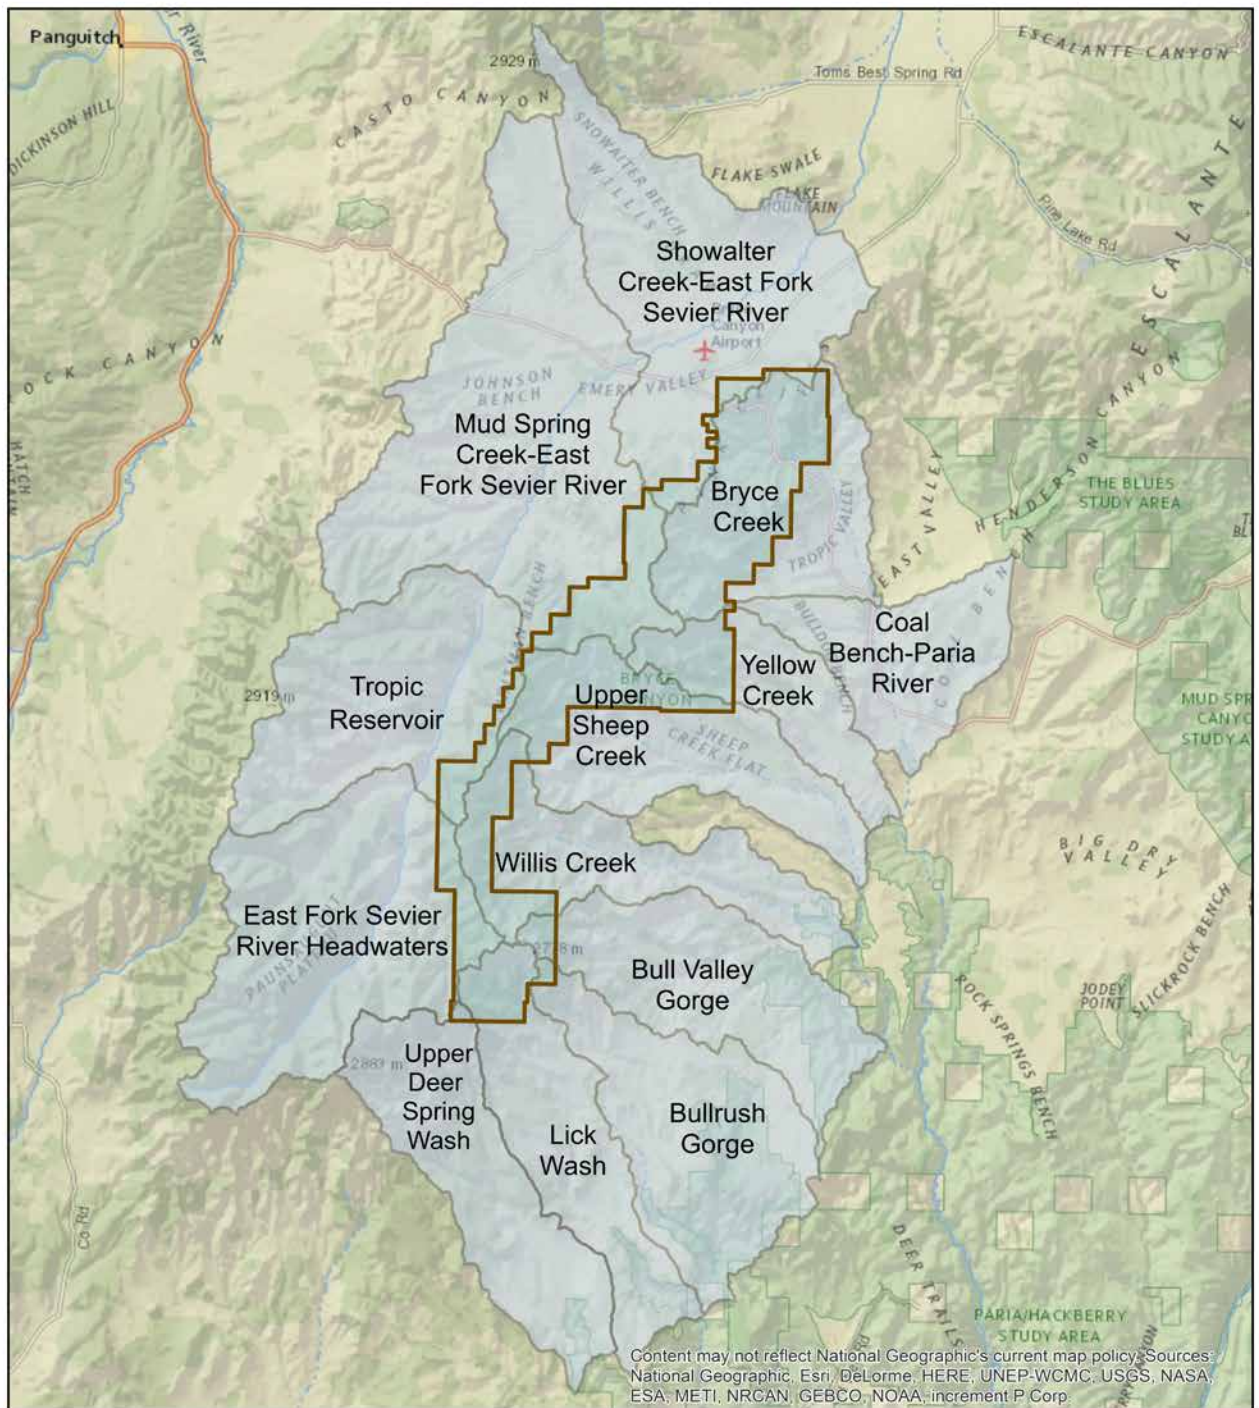 Panguitch
River
2929 m
CASTO CANYON
DICKINSON HILL
Toms Best Spring Rd
ESCALANTE CANYON
FLAKE SWALE
FLAKE
MOUNTAIN
Pine Lake Rd
ESCALANTE
WILLIS
Showalter
Creek-East Fork
Sevier River
Canyon
Airport
JOHNSON
BENCH
EMERY VALLEY
OCK CANYON
HATCH
Mud Spring
Creek-East
Fork Sevier River
Bryce
Creek
TROPIC VALLEY
EAST VALLEY
HENDERSON CANYON
THE BLUES
STUDY AREA
Coal
Bench-Paria
River
COAL BENCH
Yellow
Creek
BRYCE
CANYON
Upper
Sheep
Creek
SHEEP
CREEK FLAT
Tropic
Reservoir
2919 m
MUD SPR
CANYO
STUDY A
BIG DRY
VALLEY
Willis Creek
East Fork Sevier
River Headwaters
Bull Valley
Gorge
SLICKROCK BENCH
JODEY
POINT
ROCK SPRINGS BENCH
2883 m
Upper
Deer
Spring
Wash
Lick
Wash
Bullrush
Gorge
Co Rd
DEER TRAILS
PARIA/HACKBERRY
STUDY AREA
Content may not reflect National Geographic's current map policy. Sources:
National Geographic, Esri, DeLorme, HERE, UNEP-WCMC, USGS, NASA,
ESA, METI, NRCAN, GEBCO, NOAA, increment P Corp.